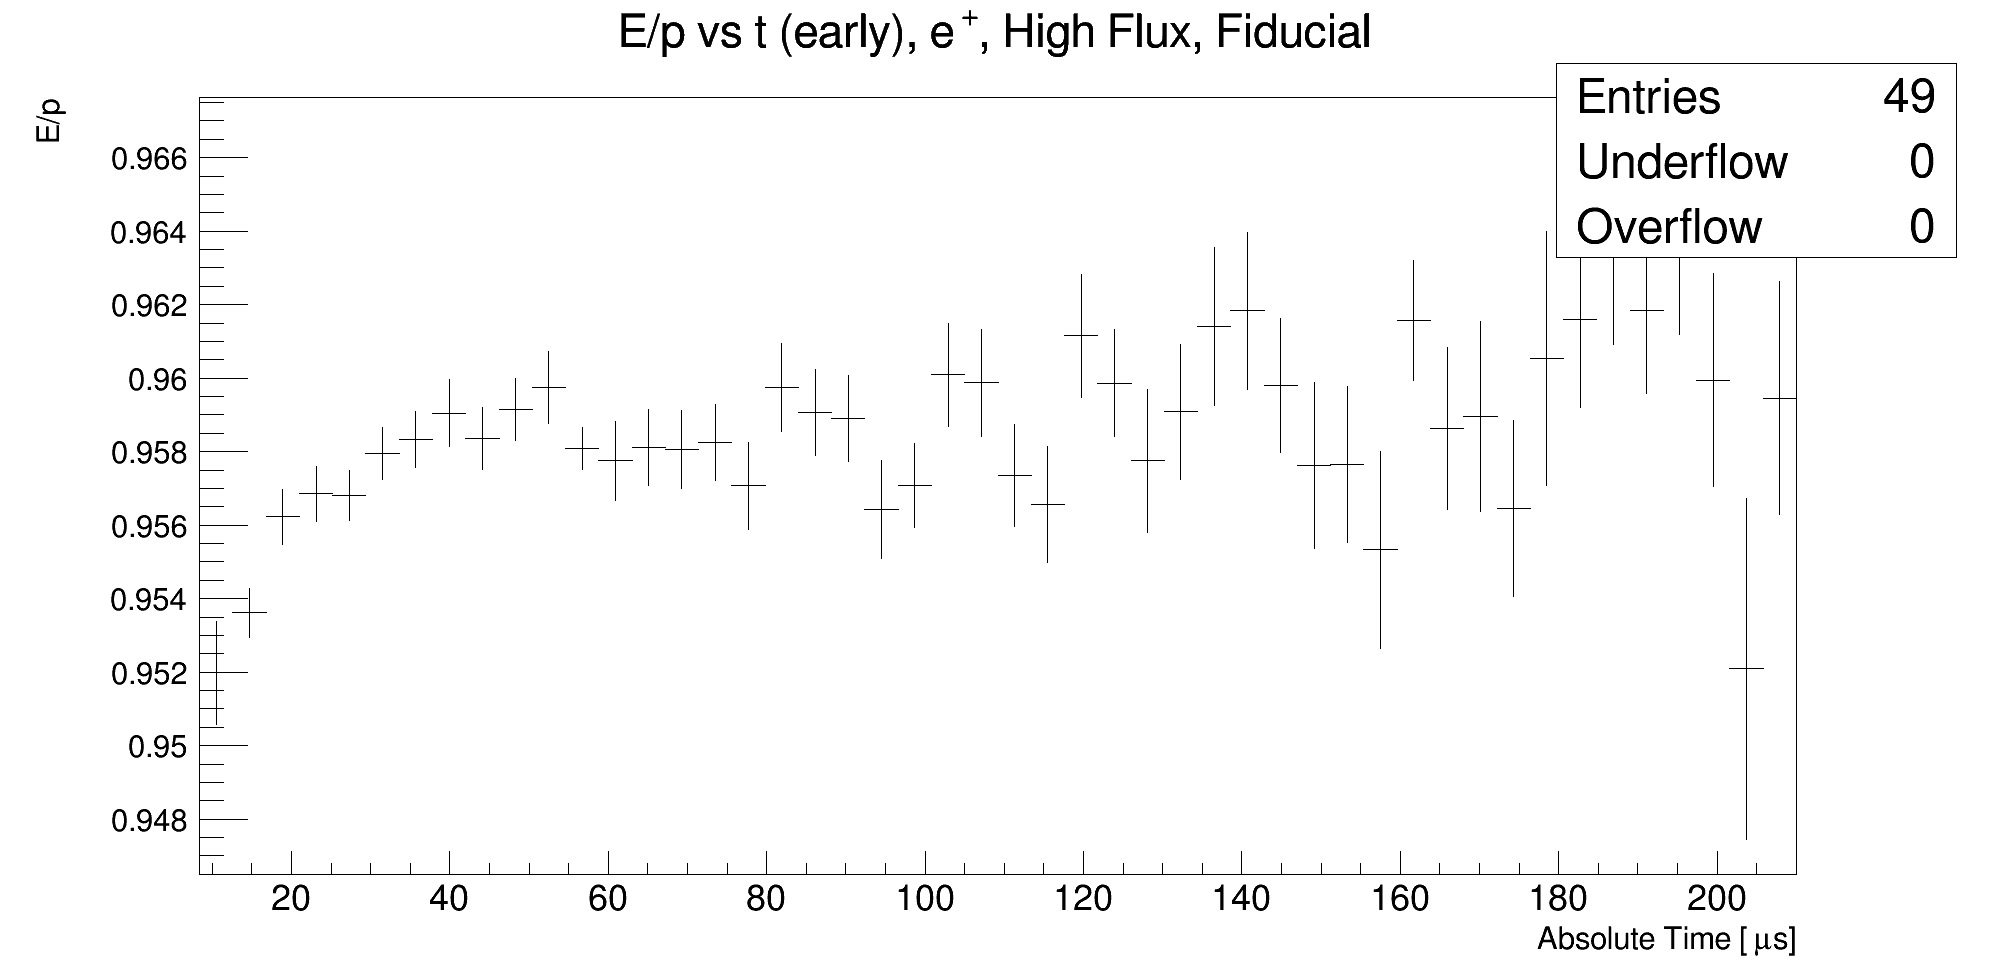 E/p vs t (early), e+, High Flux, Fiducial
Entries 49
Underflow 0
Overflow 0
E/p
0.966
0.964
0.962
0.96
0.958
0.956
0.954
0.952
0.95
0.948
20 40 60 80 100 120 140 160 180 200
Absolute Time [ μs]